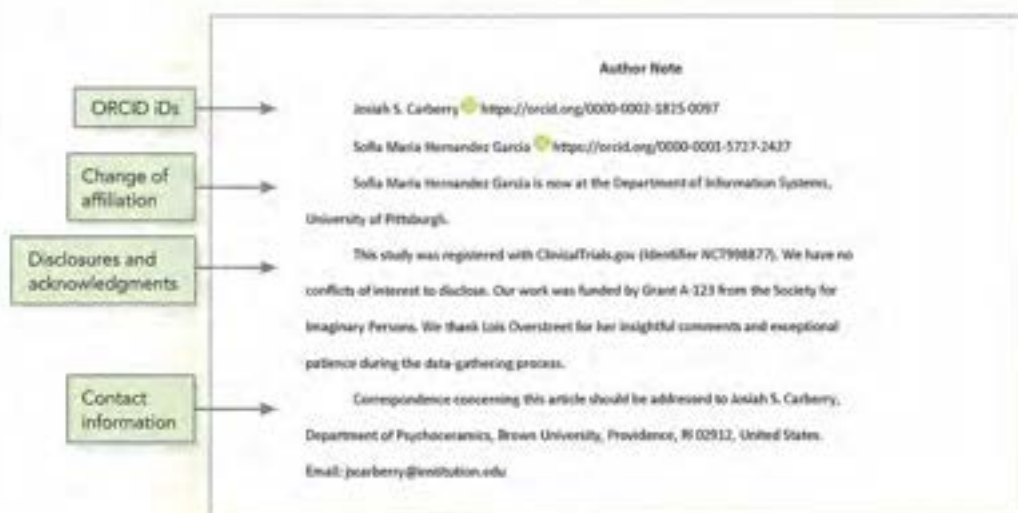 Author Note
ORCID iDs
Josiah S. Carberry https://orcid.org/0000-0002-1825-0097
Sofia Maria Hernandez Garcia https://orcid.org/0000-0001-5727-2427
Change of
affiliation
Sofia Maria Hernandez Garcia is now at the Department of Information Systems,
University of Pittsburgh.
Disclosures and
acknowledgments
This study was registered with ClinicalTrials.gov (Identifier NCT998877). We have no
conflicts of interest to disclose. Our work was funded by Grant A-123 from the Society for
Imaginary Persons. We thank Lois Overstreet for her insightful comments and exceptional
patience during the data-gathering process.
Contact
information
Correspondence concerning this article should be addressed to Josiah S. Carberry,
Department of Psychoceramics, Brown University, Providence, RI 02912, United States.
Email: jscarberry@institution.edu